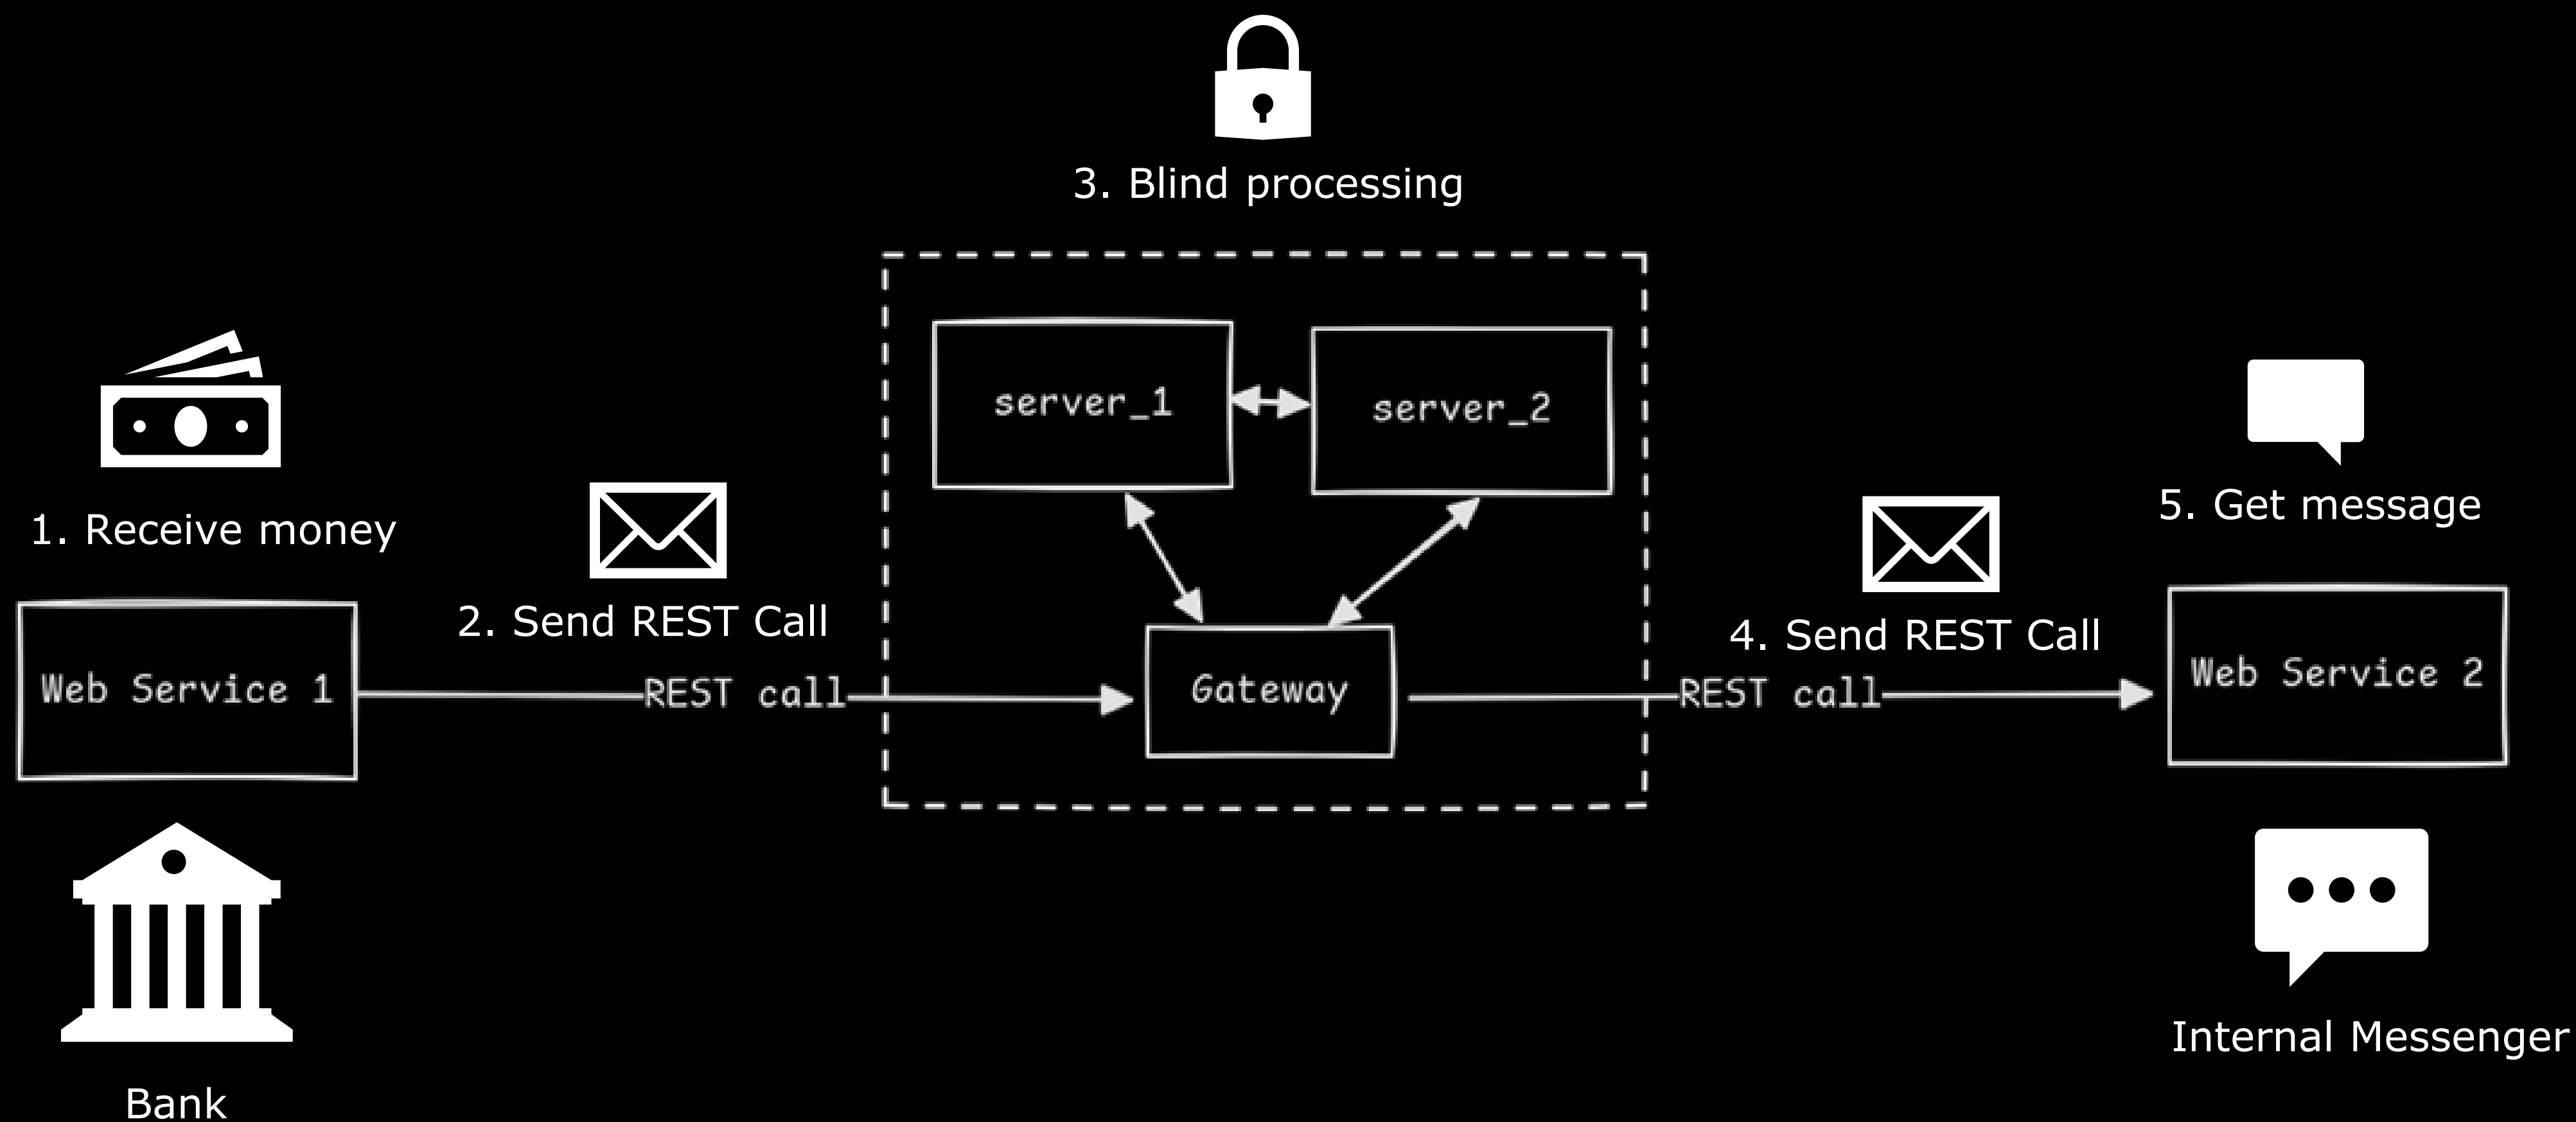 3. Blind processing
server_1
server_2
1. Receive money
5. Get message
2. Send REST Call
4. Send REST Call
Web Service 1
REST call
Gateway
REST call
Web Service 2
Internal Messenger
Bank